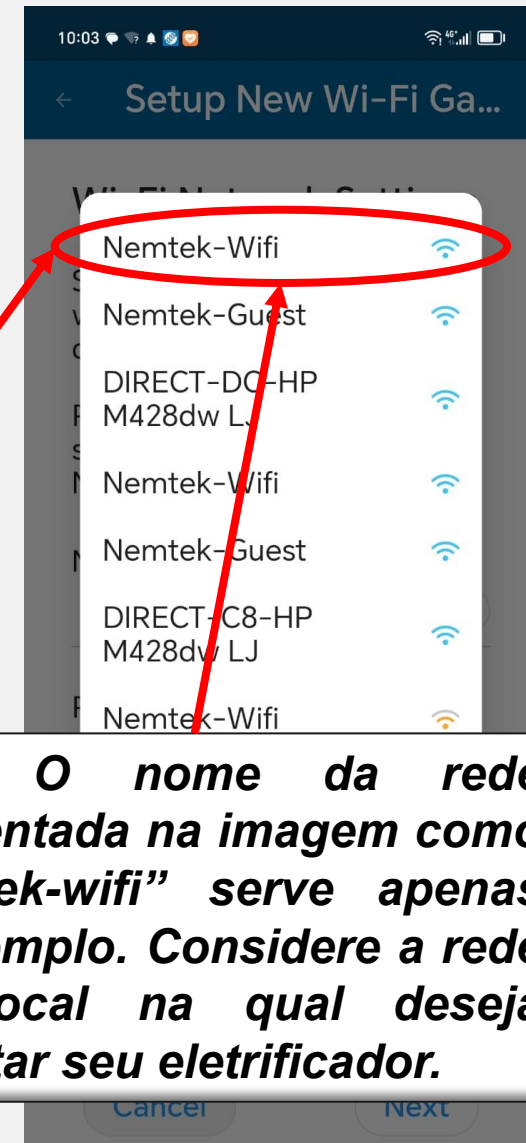 10:03
46+
Setup New Wi-Fi Ga...
Nemtek-Wifi
Nemtek-Guest
DIRECT-DC-HP
M428dw LJ
Nemtek-Wifi
Nemtek-Guest
DIRECT-C8-HP
M428dw LJ
Nemtek-Wifi
O nome da rede
entada na imagem como
ek-wifi” serve apenas
mplo. Considere a rede
ocal na qual deseja
tar seu eletrificador.
Cancel Next